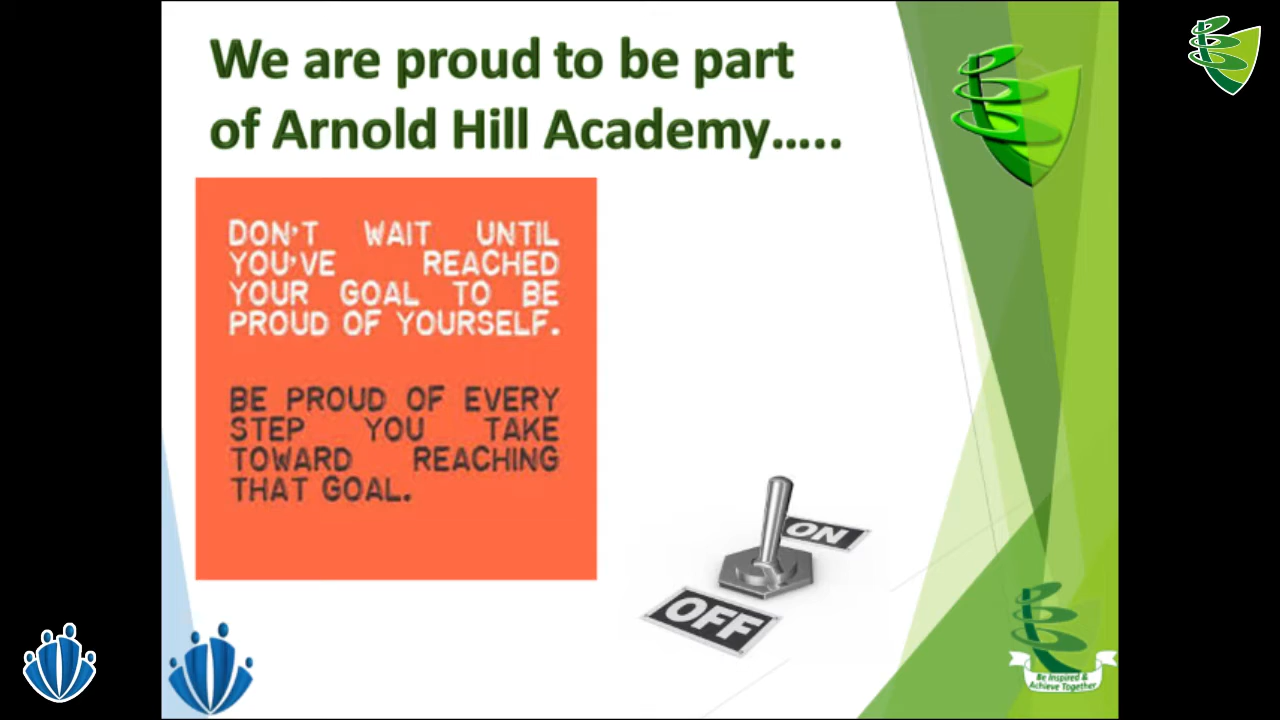 We are proud to be part
of Arnold Hill Academy.....
DON'T WAIT UNTIL
YOU'VE REACHED
YOUR GOAL TO BE
PROUD OF YOURSELF.
BE PROUD OF EVERY
STEP YOU TAKE
TOWARD REACHING
THAT GOAL.
ON
OFF
Be Inspired &
Achieve Together